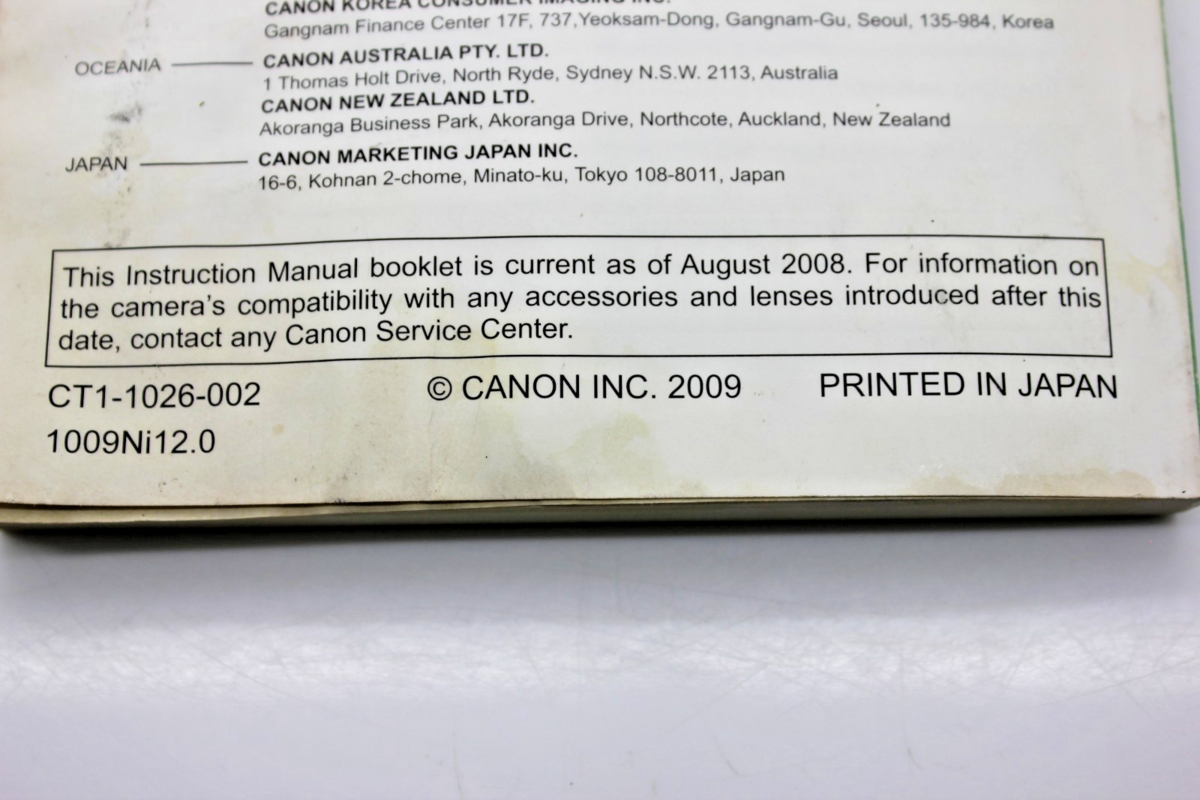 CANON KOREA CONSUMER IMAGING INC.
Gangnam Finance Center 17F, 737,Yeoksam-Dong, Gangnam-Gu, Seoul, 135-984, Korea
OCEANIA CANON AUSTRALIA PTY. LTD.
1 Thomas Holt Drive, North Ryde, Sydney N.S.W. 2113, Australia
CANON NEW ZEALAND LTD.
Akoranga Business Park, Akoranga Drive, Northcote, Auckland, New Zealand
JAPAN CANON MARKETING JAPAN INC.
16-6, Kohnan 2-chome, Minato-ku, Tokyo 108-8011, Japan
This Instruction Manual booklet is current as of August 2008. For information on
the camera's compatibility with any accessories and lenses introduced after this
date, contact any Canon Service Center.
CT1-1026-002 © CANON INC. 2009 PRINTED IN JAPAN
1009Ni12.0